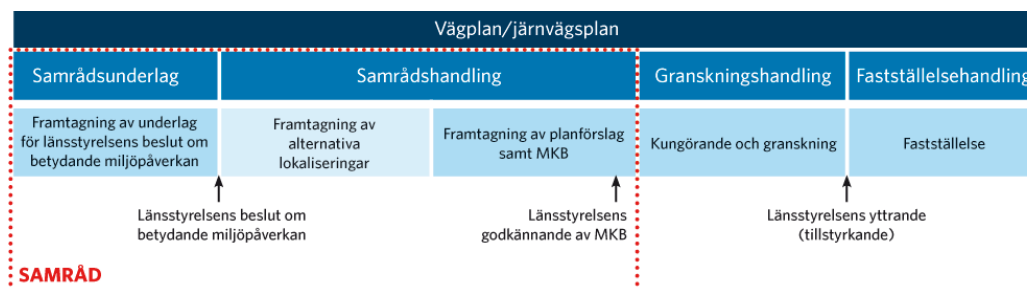 Vägplan/järnvägsplan
Samrådsunderlag
Samrådshandling
Granskningshandling
Fastställelsehandling
Framtagning av underlag
för länsstyrelsens beslut om
betydande miljöpåverkan
Framtagning av
alternativa
lokaliseringar
Framtagning av planförslag
samt MKB
Kungörande och granskning
Fastställelse
Länsstyrelsens beslut om
betydande miljöpåverkan
Länsstyrelsens
godkännande av MKB
Länsstyrelsens yttrande
(tillstyrkande)
SAMRÅD